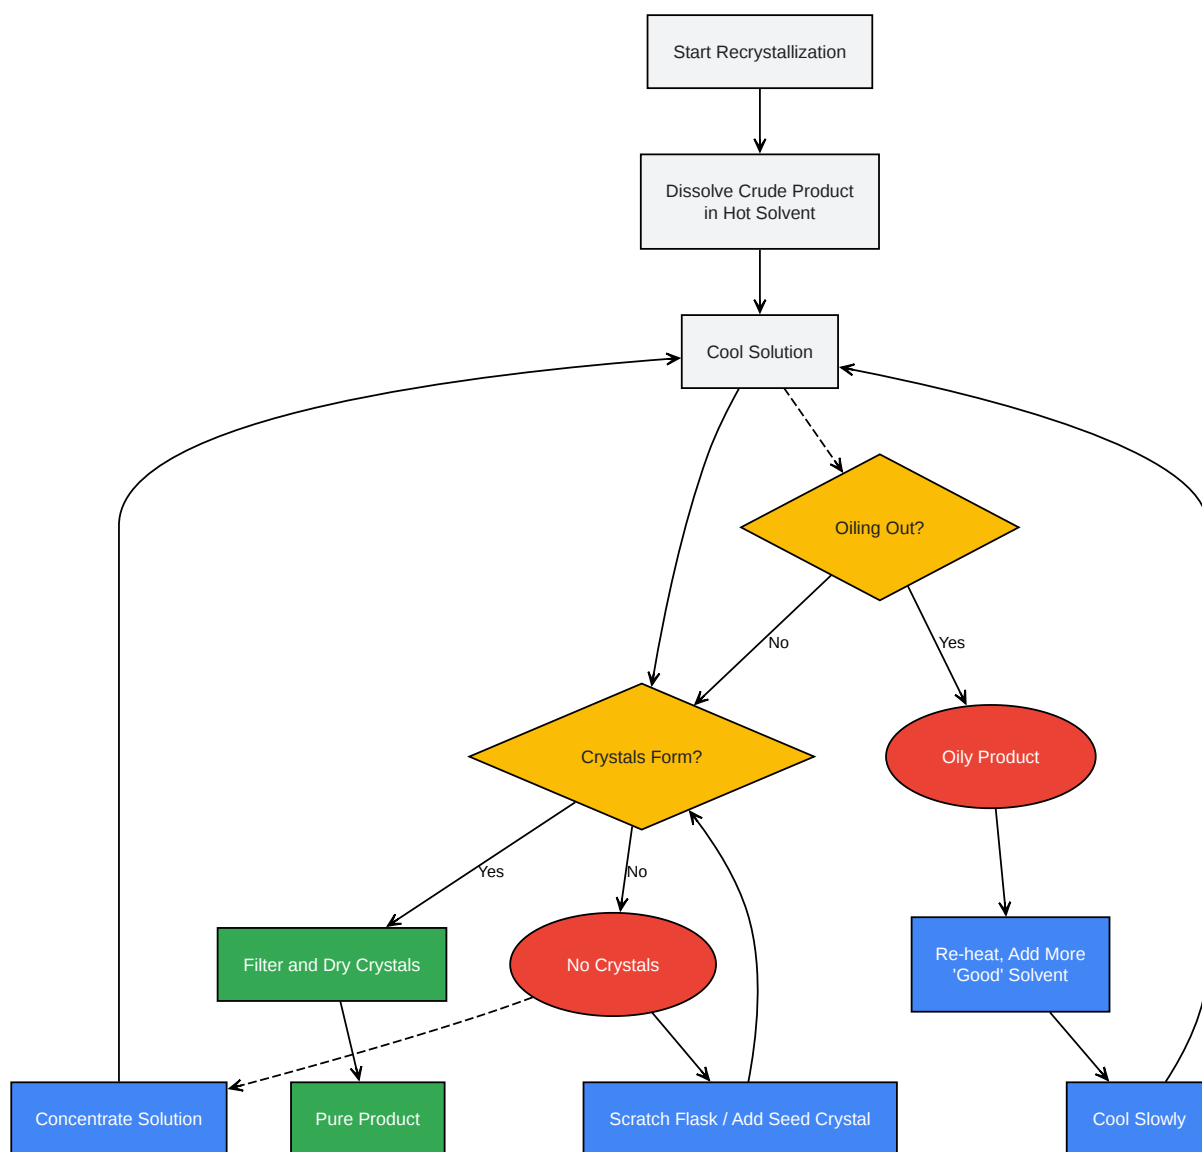 Start Recrystallization
Dissolve Crude Product
in Hot Solvent
Cool Solution
Oiling Out?
No
Yes
Crystals Form?
Oily Product
Yes
No
Filter and Dry Crystals
No Crystals
Re-heat, Add More
'Good' Solvent
Concentrate Solution
Pure Product
Scratch Flask / Add Seed Crystal
Cool Slowly